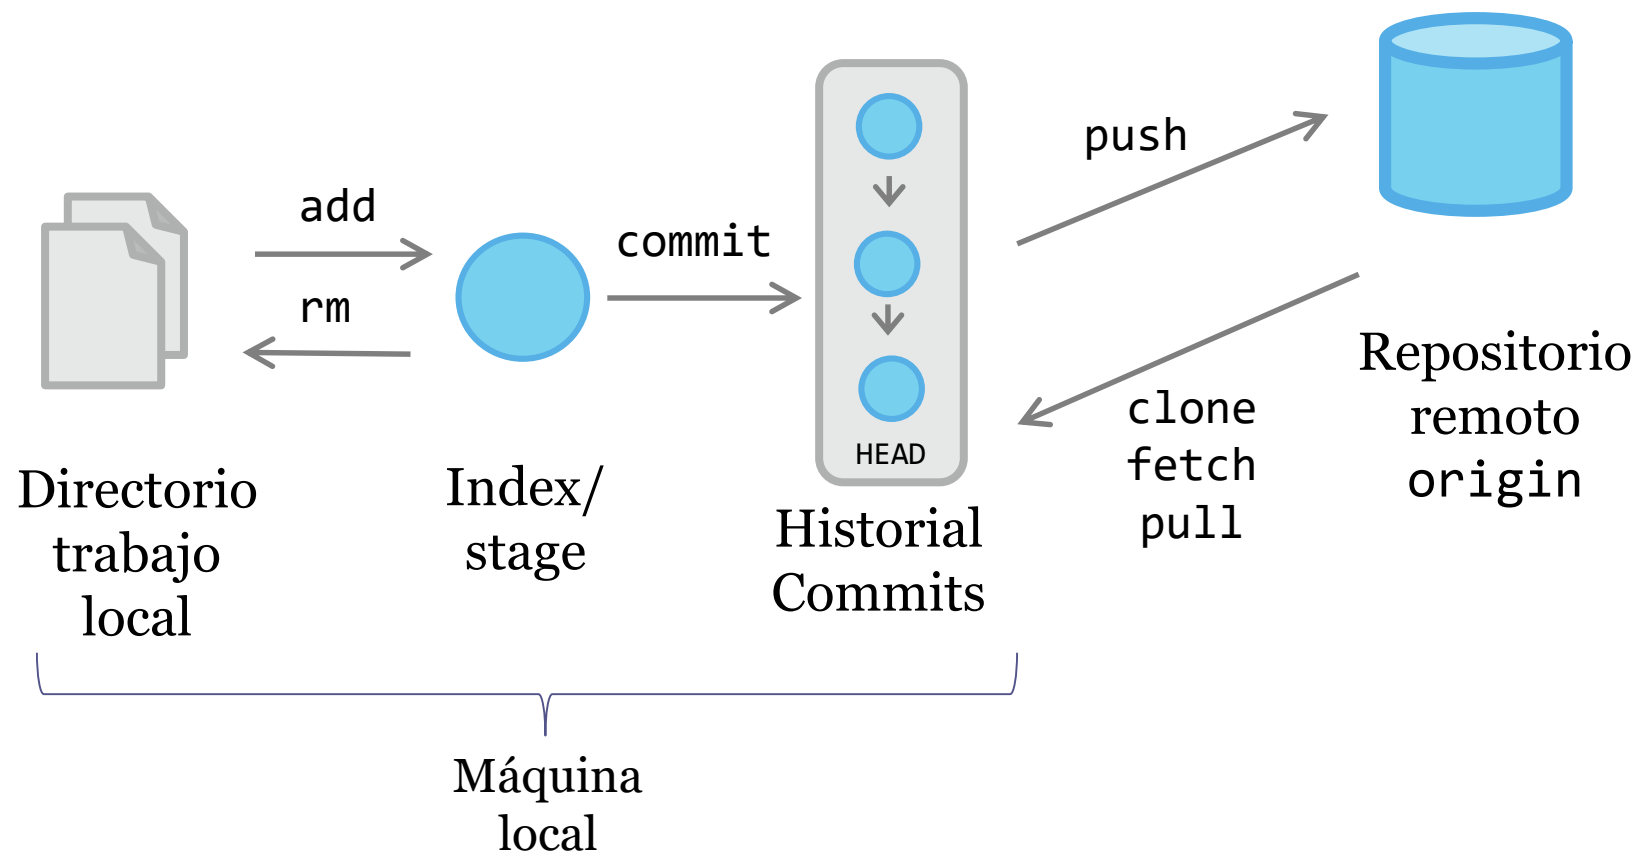 add
rm
commit
HEAD
push
clone
fetch
pull
Directorio
trabajo
local
Index/
stage
Historial
Commits
Repositorio
remoto
origin
Máquina
local